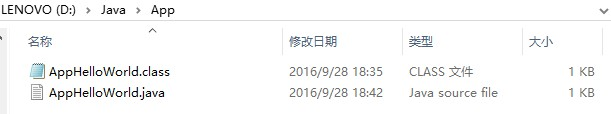 LENOVO (D:) > Java > App
名称 修改日期 类型 大小
AppHelloWorld.class 2016/9/28 18:35 CLASS 文件 1 KB
AppHelloWorld.java 2016/9/28 18:42 Java source file 1 KB